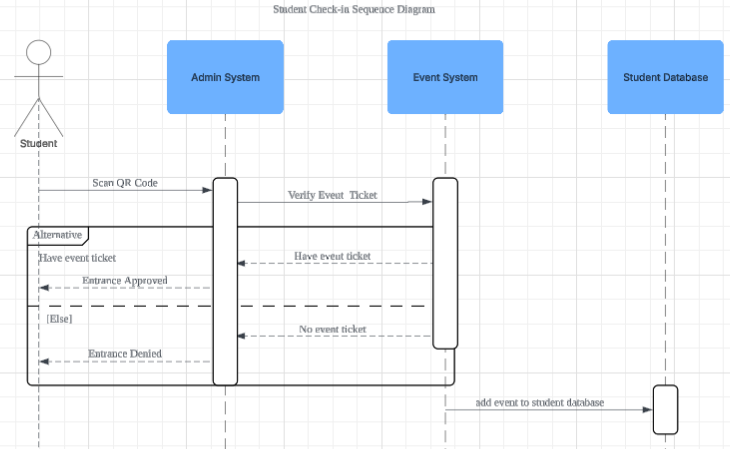 Student Check-in Sequence Diagram
Admin System
Event System
Student Database
Student
Scan QR Code
Verify Event Ticket
Alternative
Have event ticket
Have event ticket
Entrance Approved
[Else]
No event ticket
Entrance Denied
add event to student database